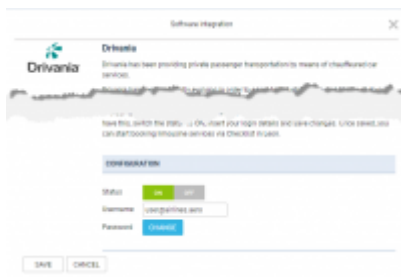 Software Integration
Drivania
Drivania
Drivania has been providing private passenger transportation by means of chauffeured car
services.
have this, switch the status to ON, insert your login details and save changes. Once saved, you
can start booking limousine services via Checklist in Leon.
CONFIGURATION
Status ON OFF
Username user@airlines.aero
Password CHANGE
SAVE CANCEL